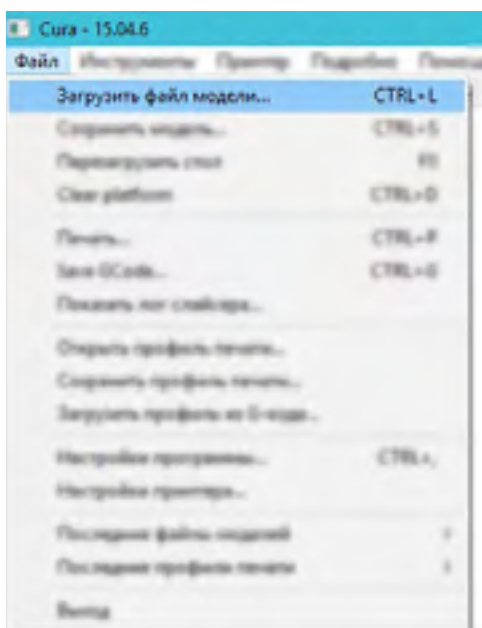 Cura - 15.04.6
Файл Инструменты Принтер Подробно
Загрузить файл модели... CTRL+L
Сохранить модель... CTRL+S
Перезагрузить стол
Clear platform CTRL+D
Печать... CTRL+P
Save GCode... CTRL+G
Показать лог слайсера...
Открыть профиль печати...
Сохранить профиль печати...
Загрузить профиль из G-кода...
Настройки программы... CTRL+,
Настройки принтера...
Последние файлы моделей
Последние профили печати
Выход